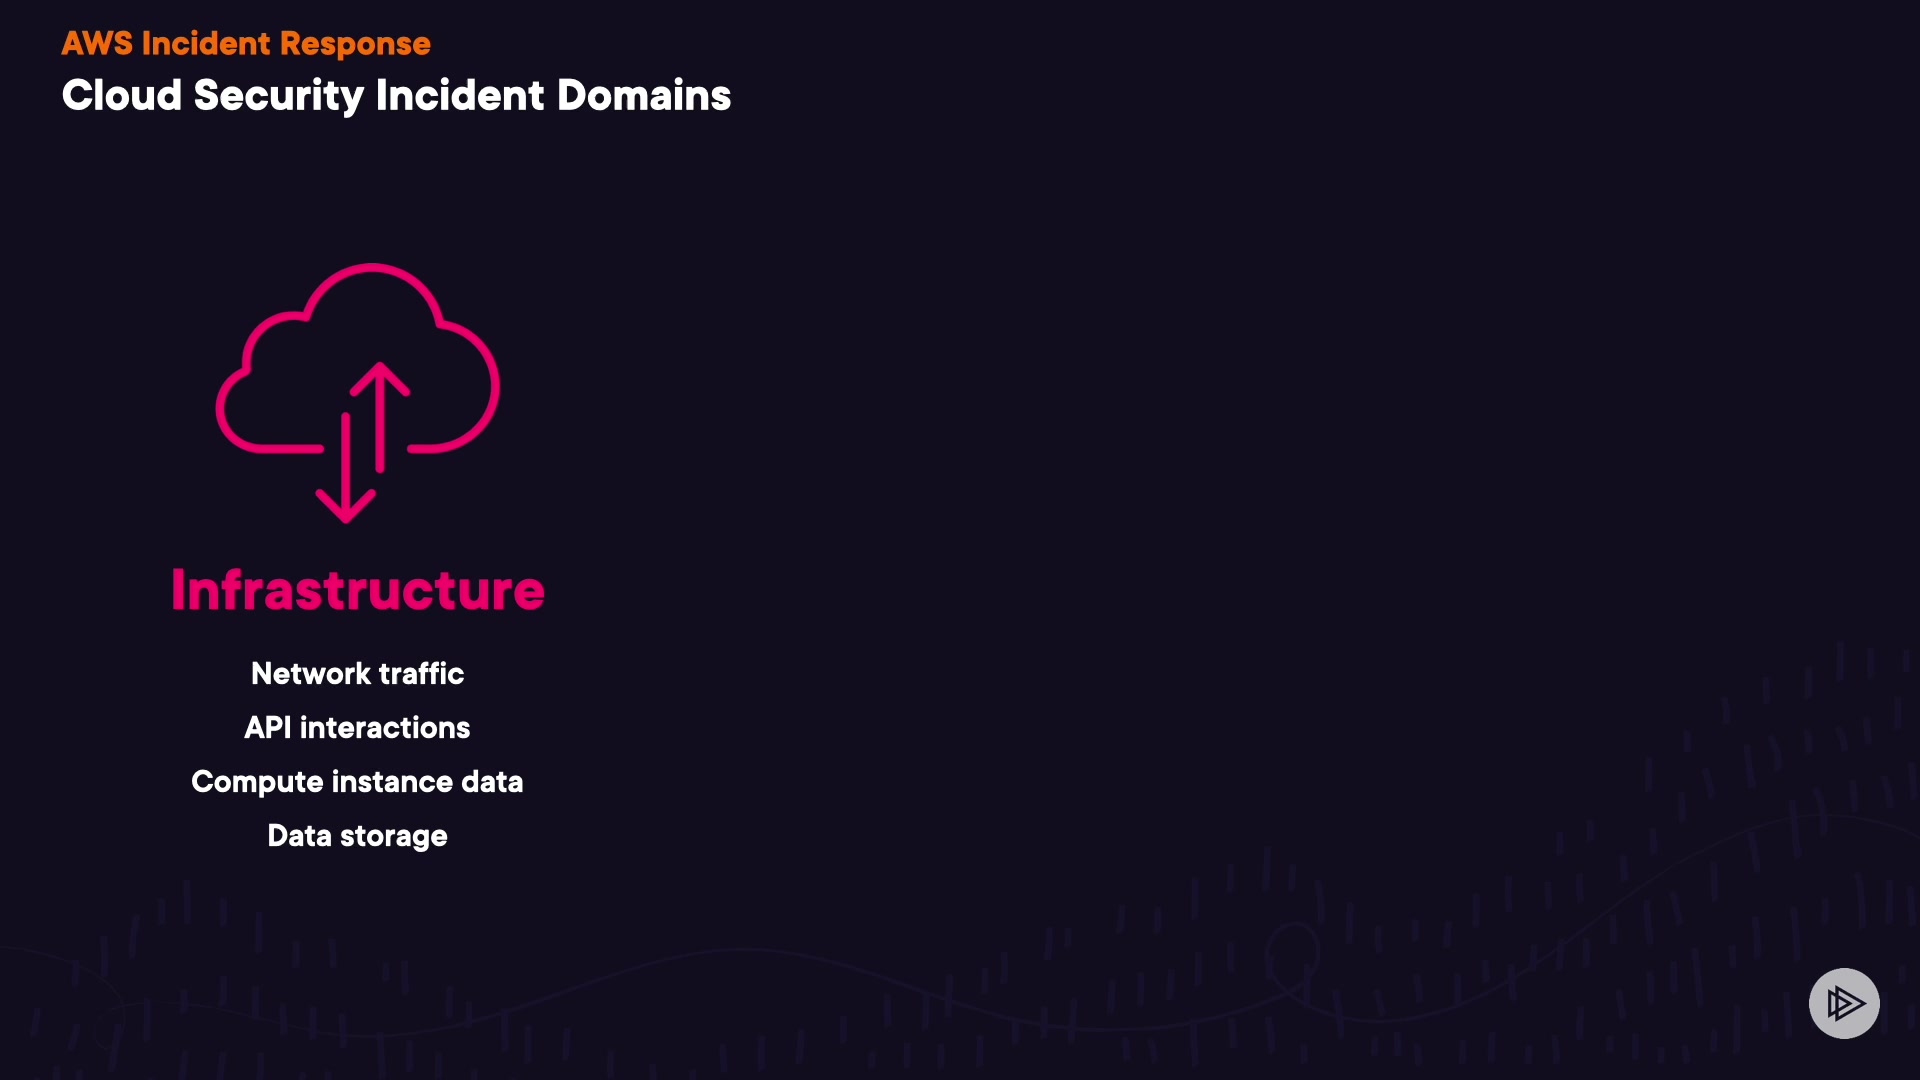 AWS Incident Response
Cloud Security Incident Domains
Infrastructure
Network traffic
API interactions
Compute instance data
Data storage